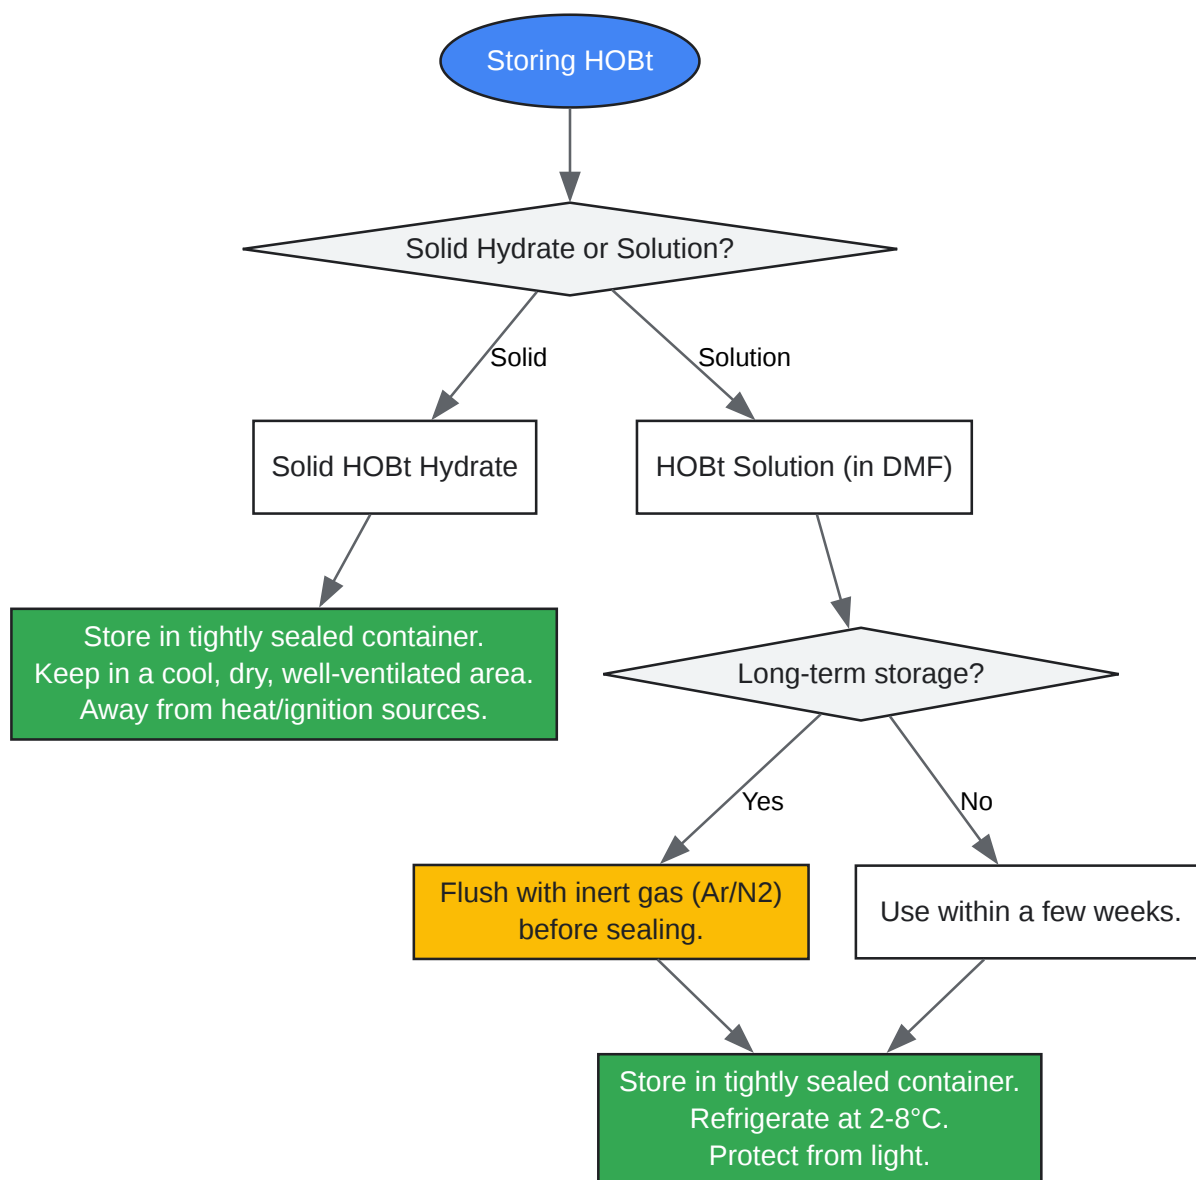 Storing HOBt
Solid Hydrate or Solution?
Solid
Solution
Solid HOBt Hydrate
HOBt Solution (in DMF)
Store in tightly sealed container.
Keep in a cool, dry, well-ventilated area.
Away from heat/ignition sources.
Long-term storage?
Yes
No
Flush with inert gas (Ar/N2)
before sealing.
Use within a few weeks.
Store in tightly sealed container.
Refrigerate at 2-8°C.
Protect from light.